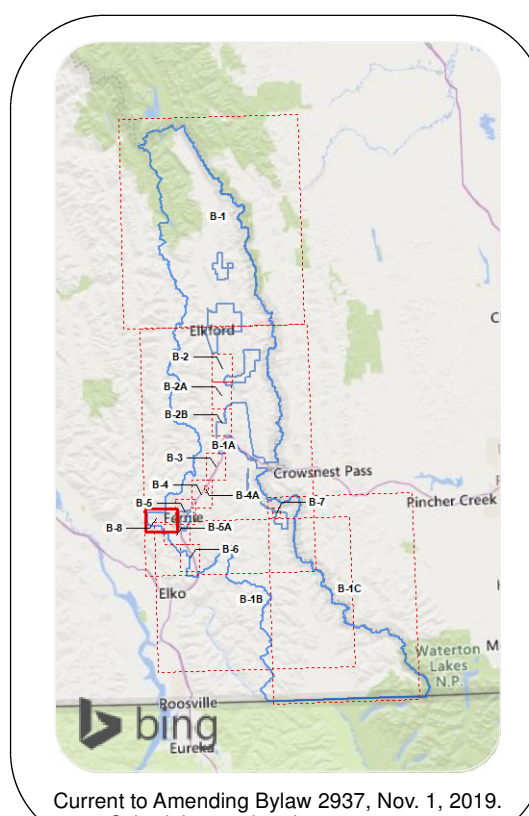 B-1
C
Elkford
B-2
B-2A
B-2B
B-1A
B-3
Crowsnest Pass
B-4
B-4A
B-5
B-7
Pincher Creek
Fernie
B-8
B-5A
B-6
Elko
B-1B
B-1C
Waterton
Lakes
N.P.
M
Roosville
bing
Eureka
Current to Amending Bylaw 2937, Nov. 1, 2019.